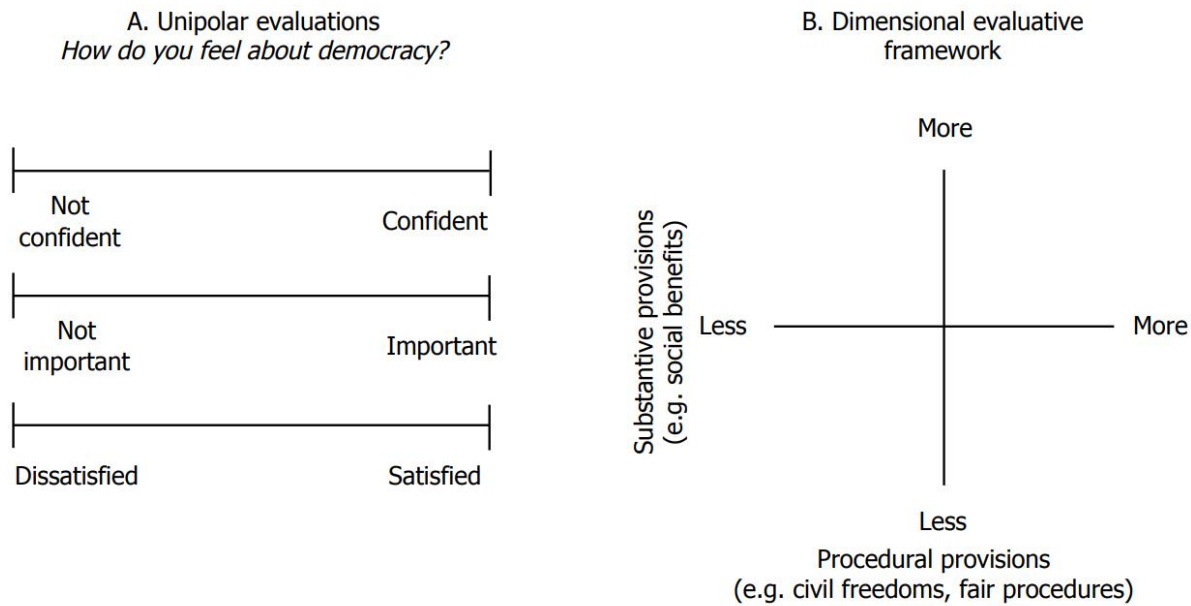 A. Unipolar evaluations
How do you feel about democracy?
Not
confident
Confident
Not
important
Important
Dissatisfied
Satisfied
B. Dimensional evaluative
framework
More
Substantive provisions
(e.g. social benefits)
Less
More
Less
Procedural provisions
(e.g. civil freedoms, fair procedures)